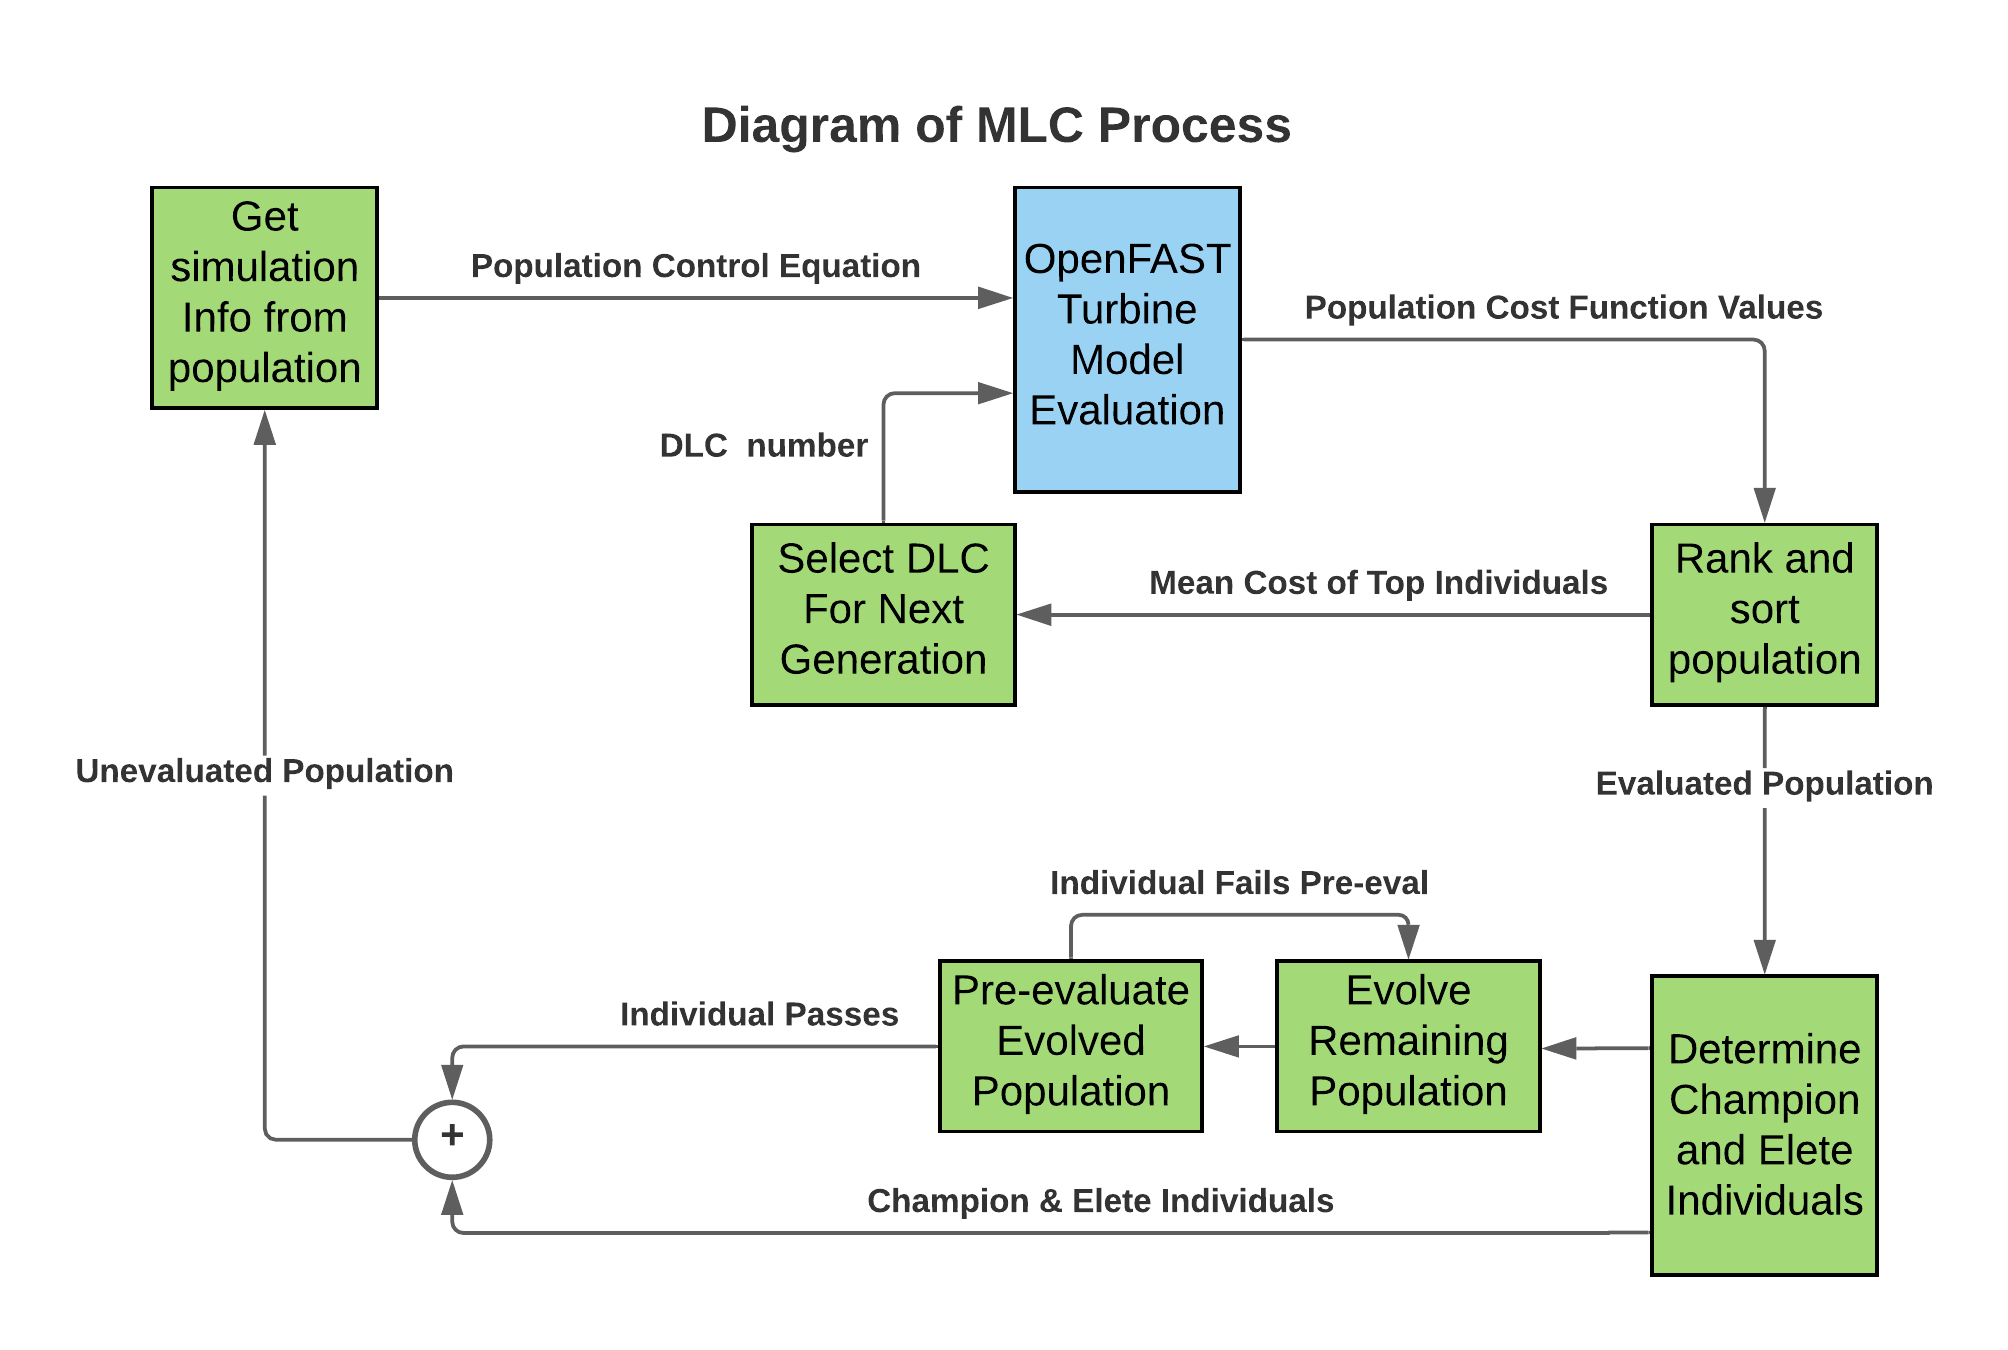 Diagram of MLC Process
Get
simulation
Info from
population
Population Control Equation
OpenFAST
Turbine
Model
Evaluation
Population Cost Function Values
DLC  number
Select DLC
For Next
Generation
Mean Cost of Top Individuals
Rank and
sort
population
Unevaluated Population
Evaluated Population
Individual Fails Pre-eval
Individual Passes
Pre-evaluate
Evolved
Population
Evolve
Remaining
Population
Determine
Champion
and Elete
Individuals
+
Champion & Elete Individuals